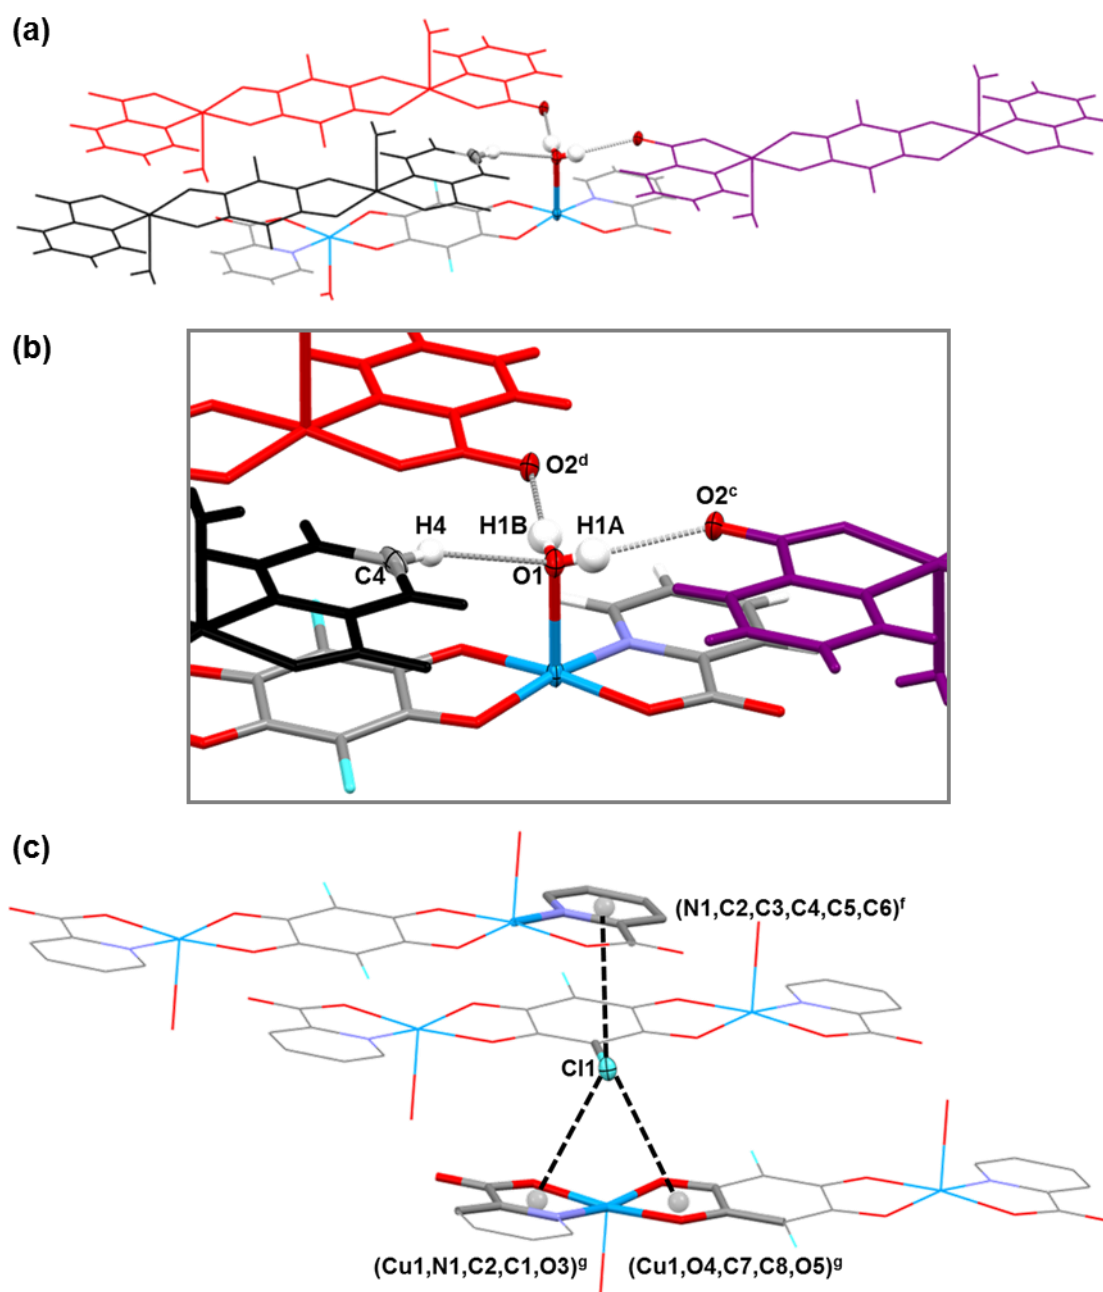 (a)
(b)
O2ᵈ
O2ᶜ
H4
H1B
H1A
C4
O1
(c)
(N1,C2,C3,C4,C5,C6)ᶠ
Cl1
(Cu1,N1,C2,C1,O3)ᵍ
(Cu1,O4,C7,C8,O5)ᵍ